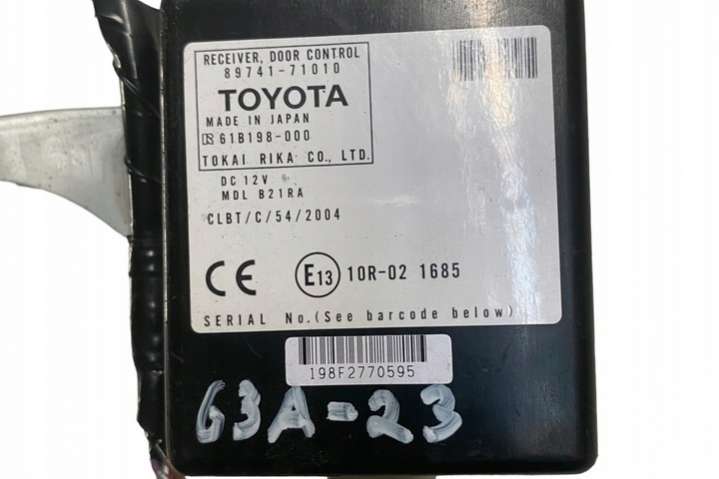 RECEIVER, DOOR CONTROL
89741-71010
TOYOTA
MADE IN JAPAN
61B198-000
TOKAI RIKA CO., LTD.
DC 12V
MDL B21RA
CLBT/C/54/2004
CE E13 10R-02 1685
SERIAL No.(See barcode below)
198F2770595
63A-23